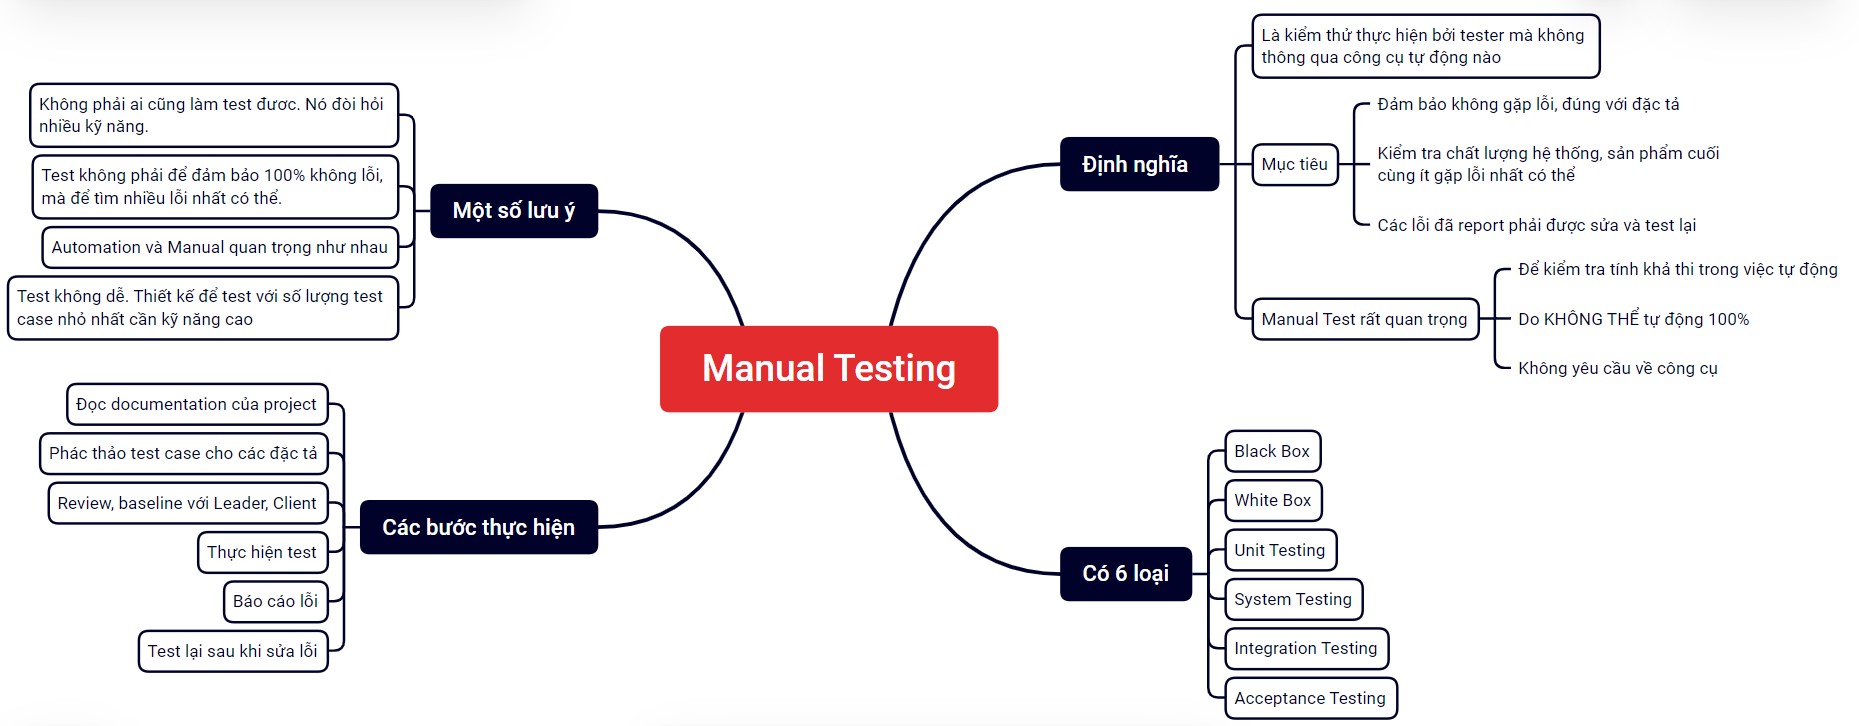 Manual Testing
Định nghĩa
Là kiểm thử thực hiện bởi tester mà không
thông qua công cụ tự động nào
Mục tiêu
Đảm bảo không gặp lỗi, đúng với đặc tả
Kiểm tra chất lượng hệ thống, sản phẩm cuối
cùng ít gặp lỗi nhất có thể
Các lỗi đã report phải được sửa và test lại
Manual Test rất quan trọng
Để kiểm tra tính khả thi trong việc tự động
Do KHÔNG THỂ tự động 100%
Không yêu cầu về công cụ
Có 6 loại
Black Box
White Box
Unit Testing
System Testing
Integration Testing
Acceptance Testing
Một số lưu ý
Không phải ai cũng làm test đươc. Nó đòi hỏi
nhiều kỹ năng.
Test không phải để đảm bảo 100% không lỗi,
mà để tìm nhiều lỗi nhất có thể.
Automation và Manual quan trọng như nhau
Test không dễ. Thiết kế để test với số lượng test
case nhỏ nhất cần kỹ năng cao
Các bước thực hiện
Đọc documentation của project
Phác thảo test case cho các đặc tả
Review, baseline với Leader, Client
Thực hiện test
Báo cáo lỗi
Test lại sau khi sửa lỗi